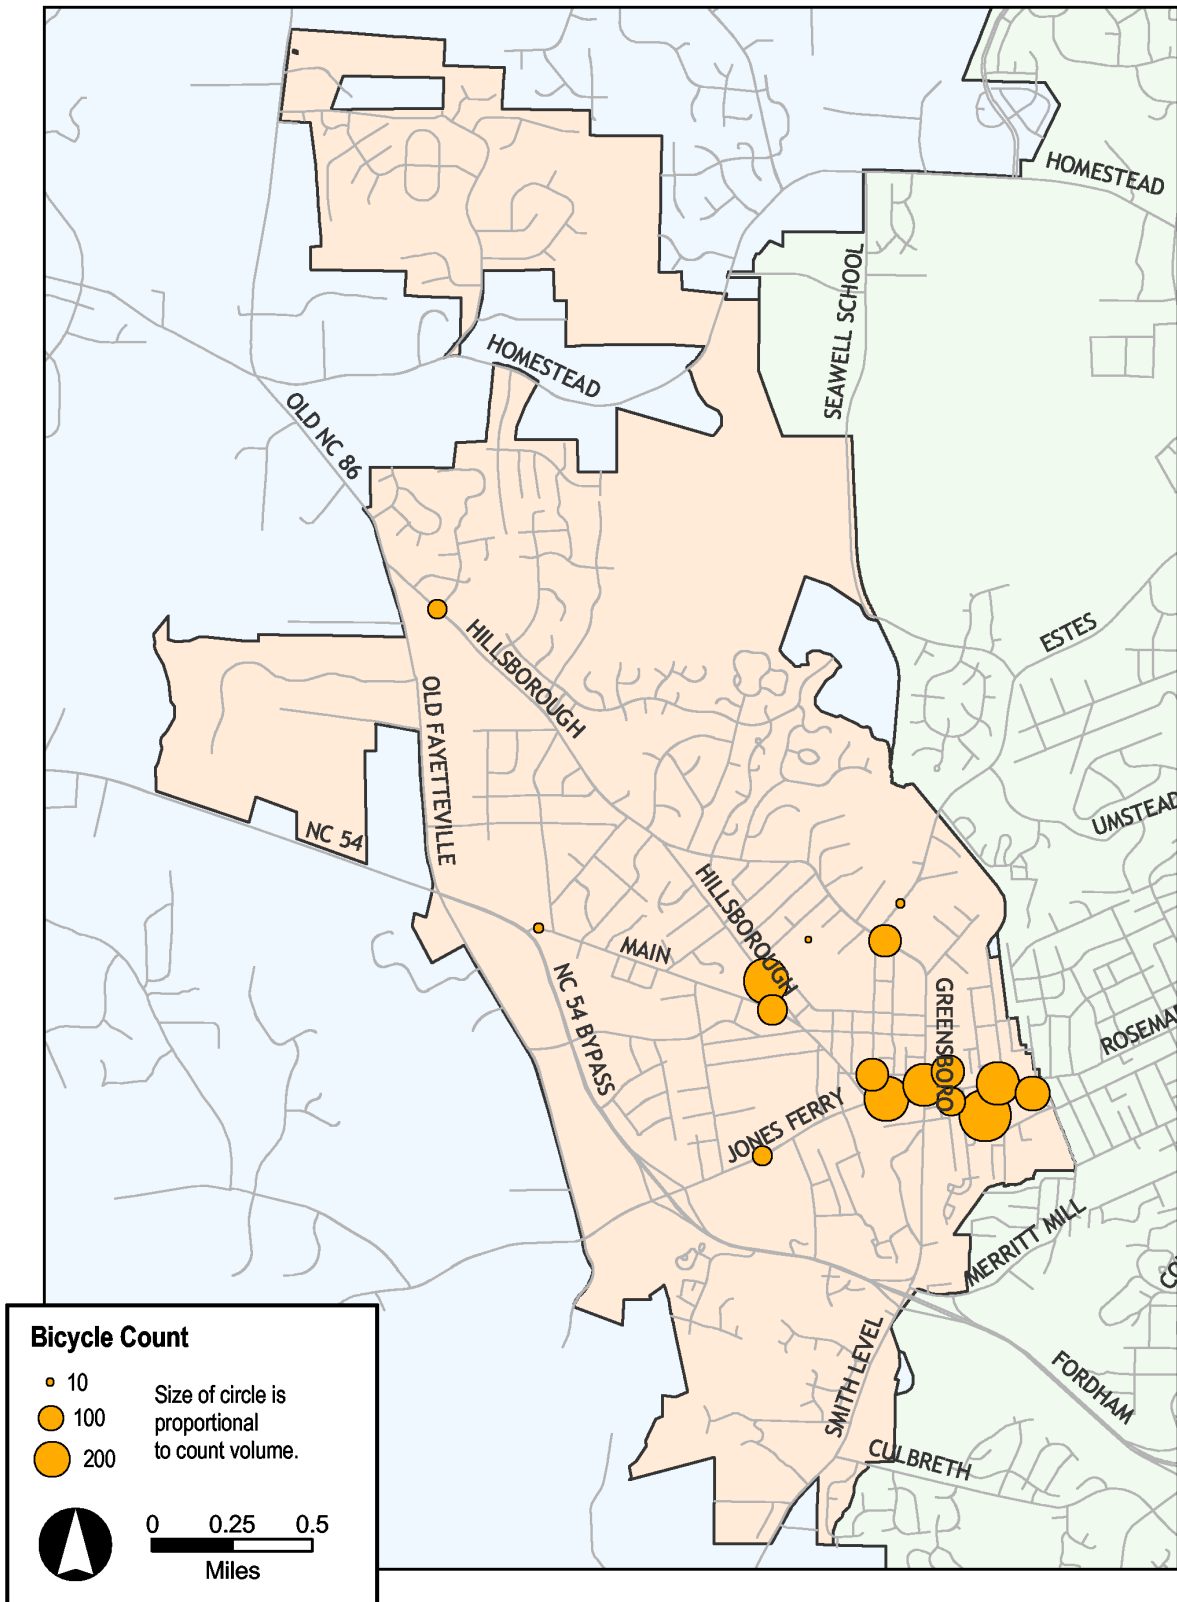 HOMESTEAD
SEAWELL SCHOOL
HOMESTEAD
OLD NC 86
ESTES
HILLSBOROUGH
OLD FAYETTEVILLE
UMSTEAD
NC 54
HILLSBOROUGH
MAIN
NC 54 BYPASS
GREENSBORO
ROSEMA
JONES FERRY
MERRITT MILL
CO
SMITH LEVEL
FORDHAM
CULBRETH
Bicycle Count
10
100
200
Size of circle is
proportional
to count volume.
0 0.25 0.5
Miles